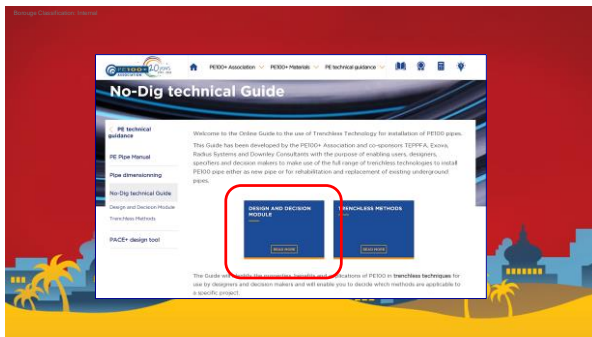 Borouge Classification: Internal
PE100+
ASSOCIATION
20 years
PE100+ Association
PE100+ Materials
PE technical guidance
No-Dig technical Guide
PE technical
guidance
PE Pipe Manual
Pipe dimensionning
No-Dig technical Guide
Design and Decision Module
Trenchless Methods
PACE+ design tool
Welcome to the Online Guide to the use of Trenchless Technology for installation of PE100 pipes.
This Guide has been developed by the PE100+ Association and co-sponsors TEPPFA, Exova,
Radius Systems and Downley Consultants with the purpose of enabling users, designers,
specifiers and decision makers to make use of the full range of trenchless technologies to install
PE100 pipe either as new pipe or for rehabilitation and replacement of existing underground
pipes.
DESIGN AND DECISION
MODULE
READ MORE
TRENCHLESS METHODS
READ MORE
The Guide will identify the properties, benefits and applications of PE100 in trenchless techniques for
use by designers and decision makers and will enable you to decide which methods are applicable to
a specific project.